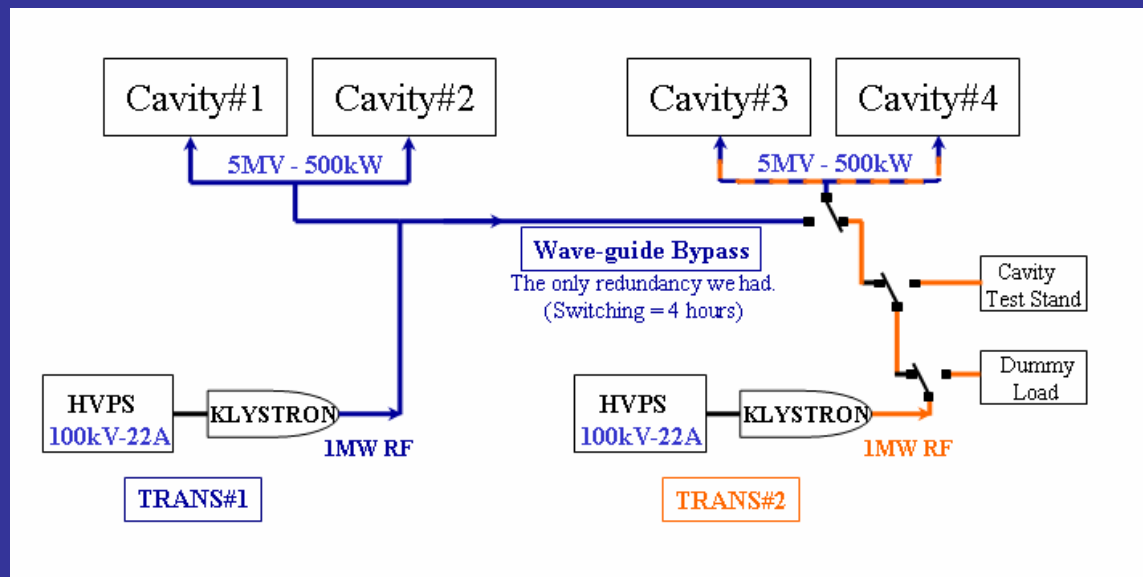 Cavity#1
Cavity#2
Cavity#3
Cavity#4
5MV - 500kW
5MV - 500kW
Wave-guide Bypass
The only redundancy we had.
(Switching = 4 hours)
Cavity
Test Stand
Dummy
Load
HVPS
100kV-22A
KLYSTRON
1MW RF
HVPS
100kV-22A
KLYSTRON
1MW RF
TRANS#1
TRANS#2